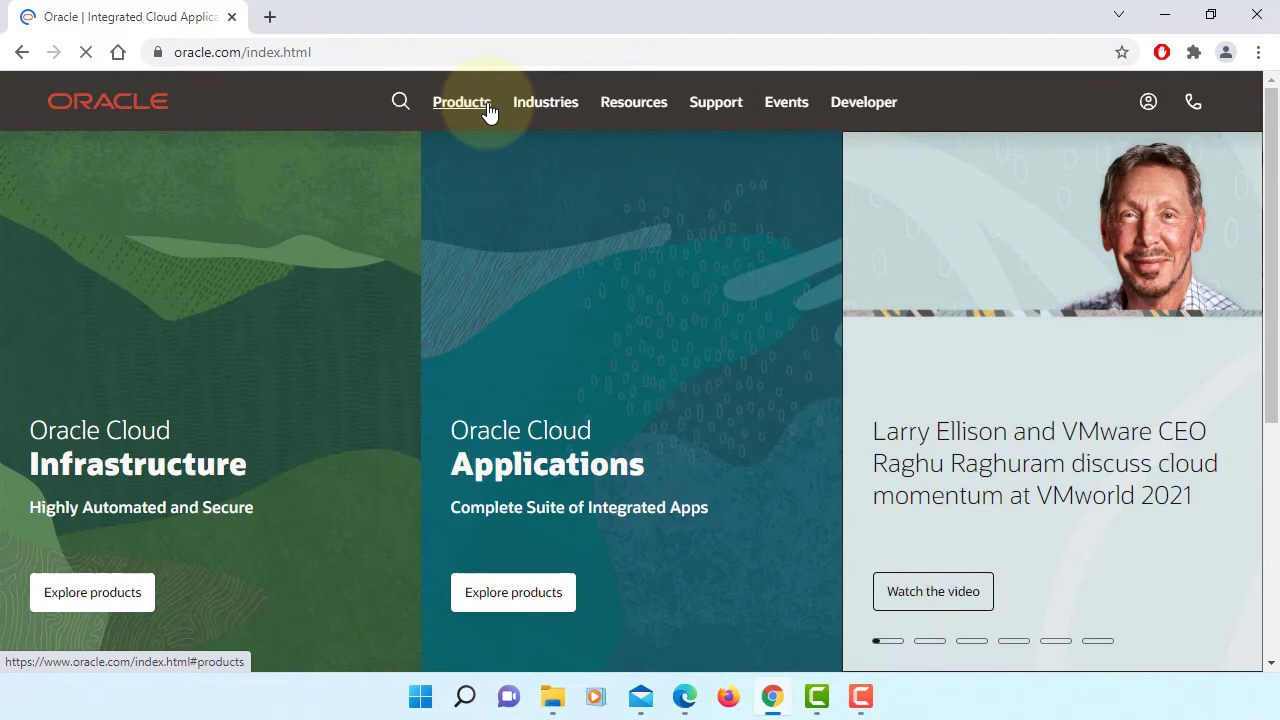 Oracle | Integrated Cloud Applica
oracle.com/index.html
ORACLE
Products Industries Resources Support Events Developer
Oracle Cloud
Infrastructure
Highly Automated and Secure
Explore products
Oracle Cloud
Applications
Complete Suite of Integrated Apps
Explore products
Larry Ellison and VMware CEO
Raghu Raghuram discuss cloud
momentum at VMworld 2021
Watch the video
https://www.oracle.com/index.html#products